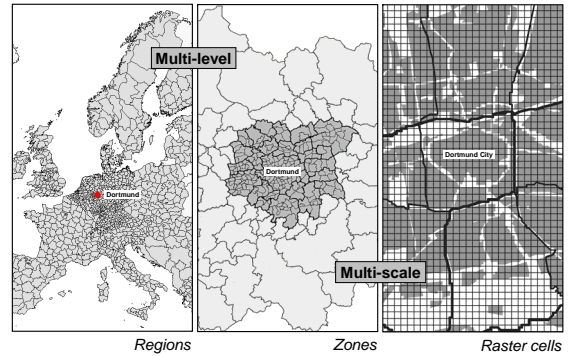 Multi-level
Dortmund
Dortmund
Dortmund City
Multi-scale
Regions
Zones
Raster cells